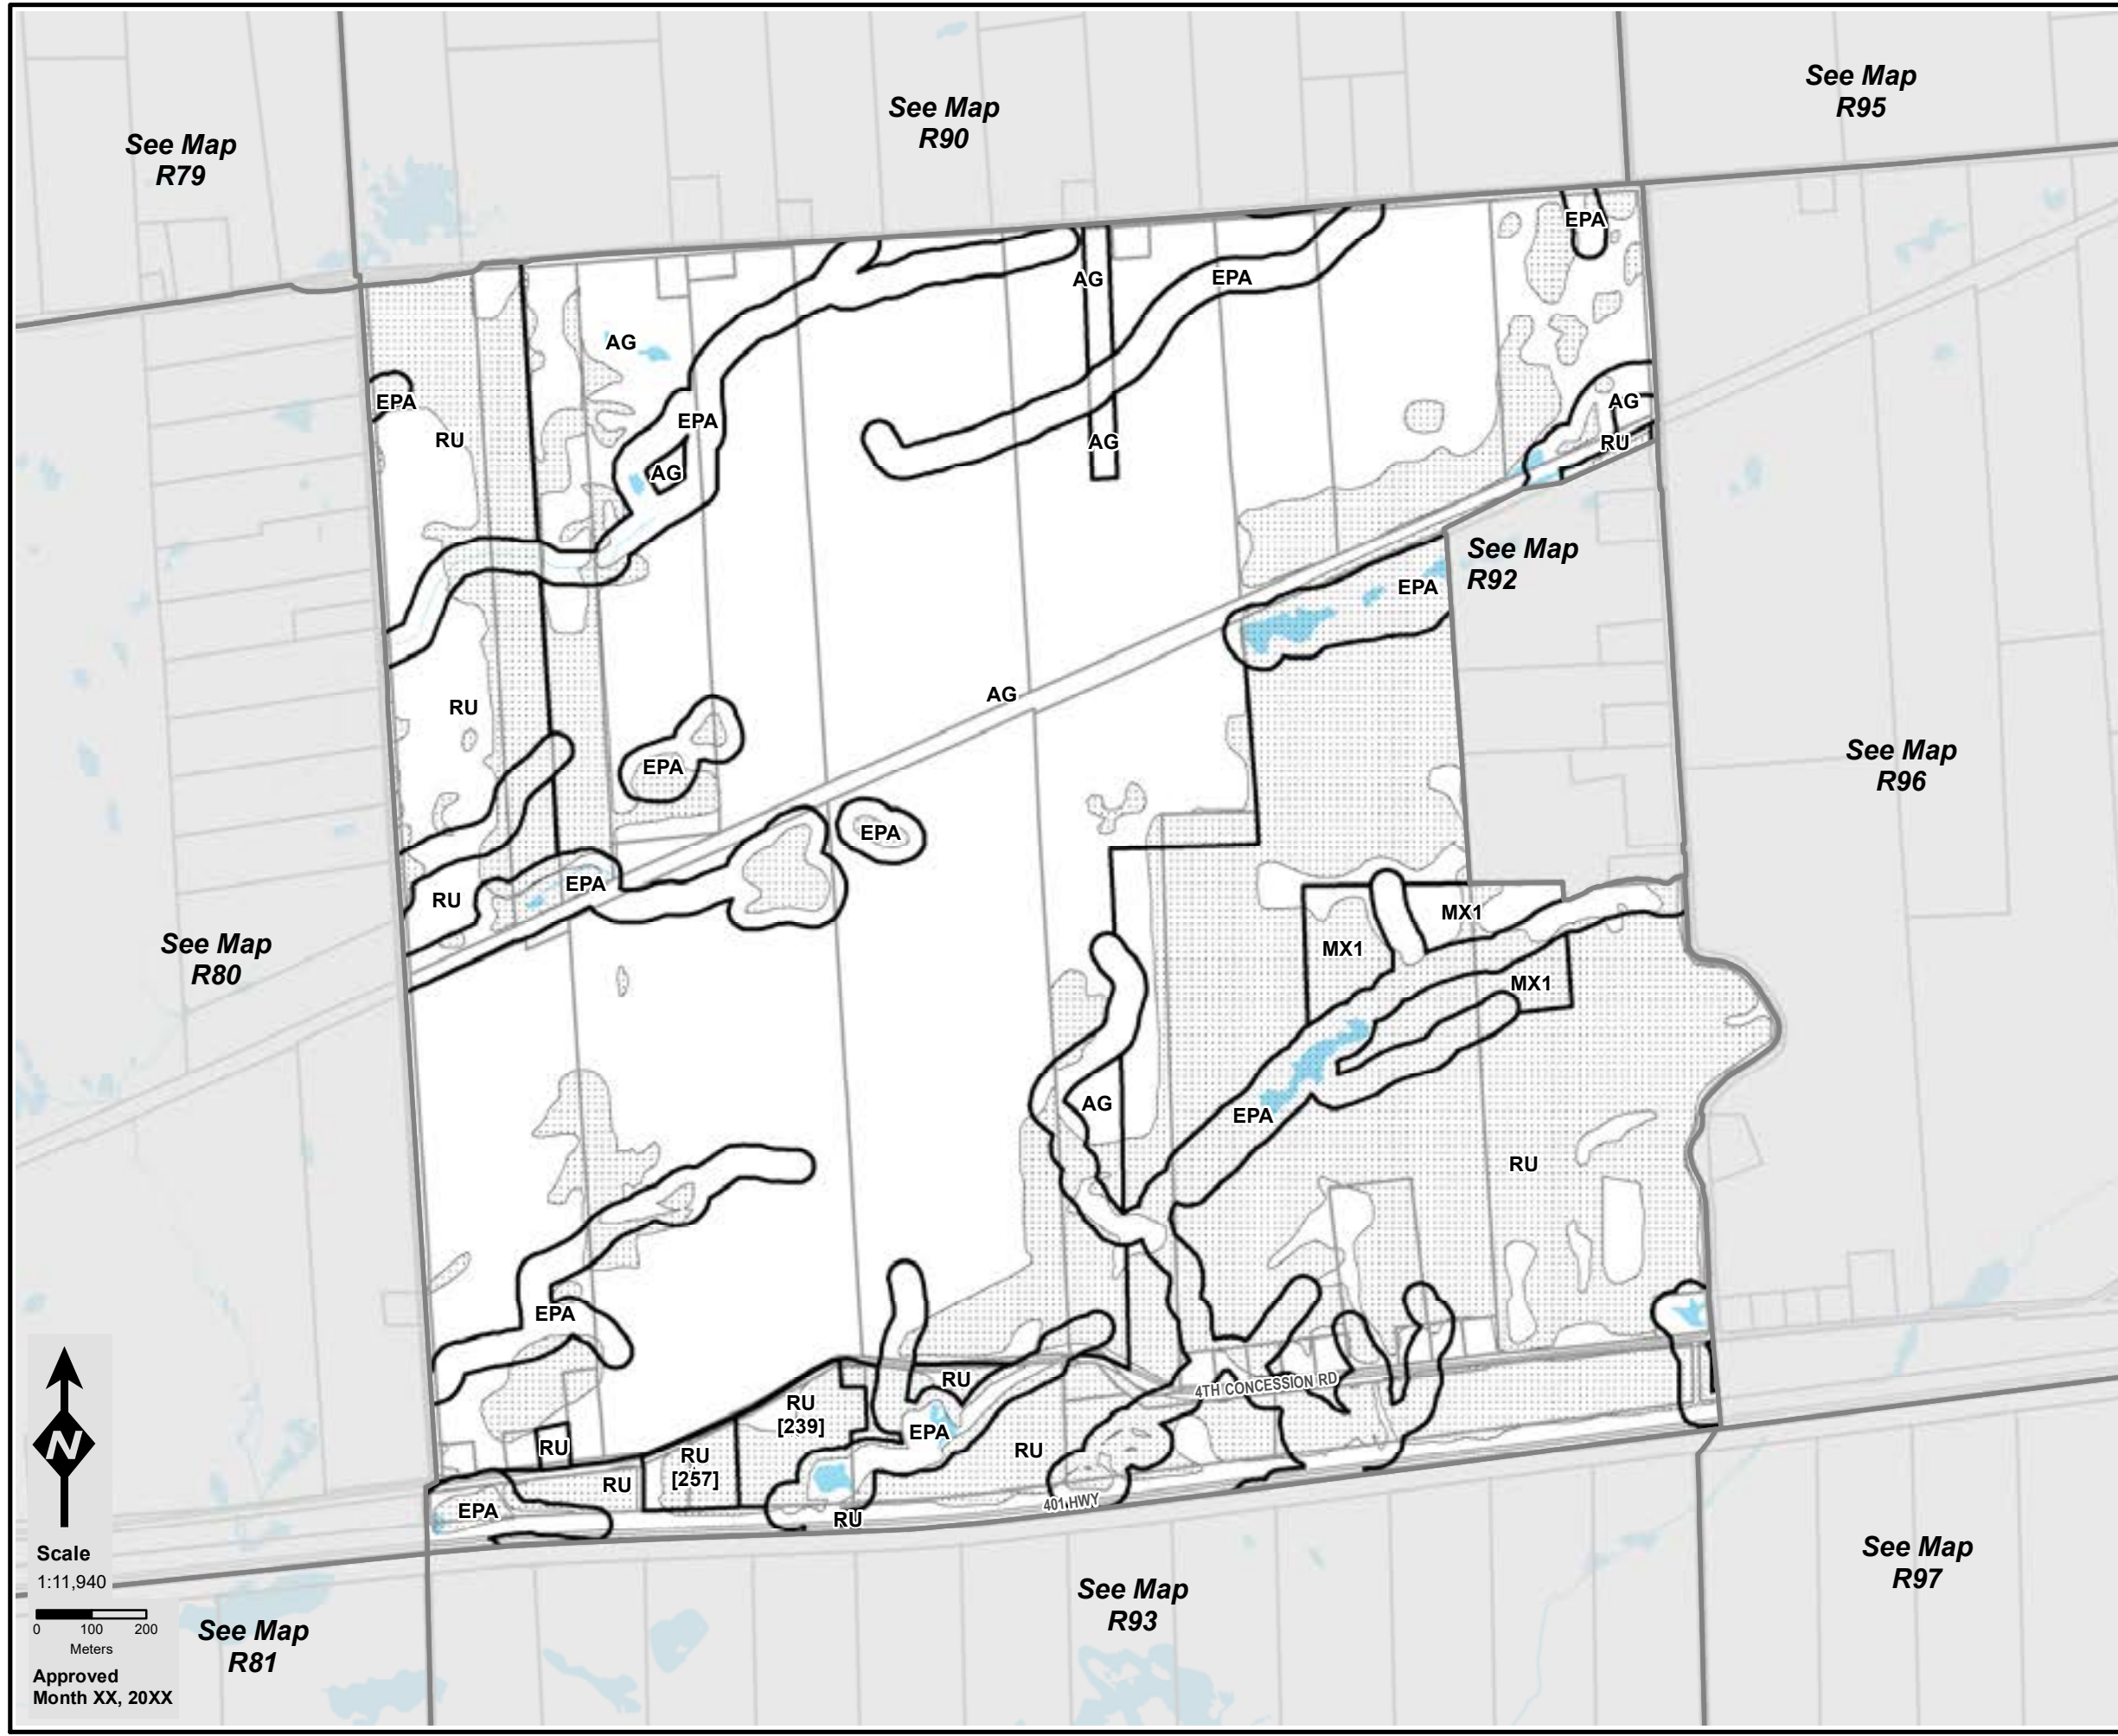 See Map
R95
See Map
R90
See Map
R79
EPA
AG
EPA
AG
EPA
AG
RU
EPA
AG
AG
RU
See Map
R92
EPA
AG
RU
EPA
EPA
See Map
R96
EPA
RU
MX1
MX1
See Map
R80
MX1
AG
EPA
RU
EPA
RU
4TH CONCESSION RD
RU
[239]
EPA
RU
RU
RU
[257]
RU
EPA
401 HWY
RU
N
Scale
1:11,940
0 100 200
Meters
Approved
Month XX, 20XX
See Map
R81
See Map
R93
See Map
R97